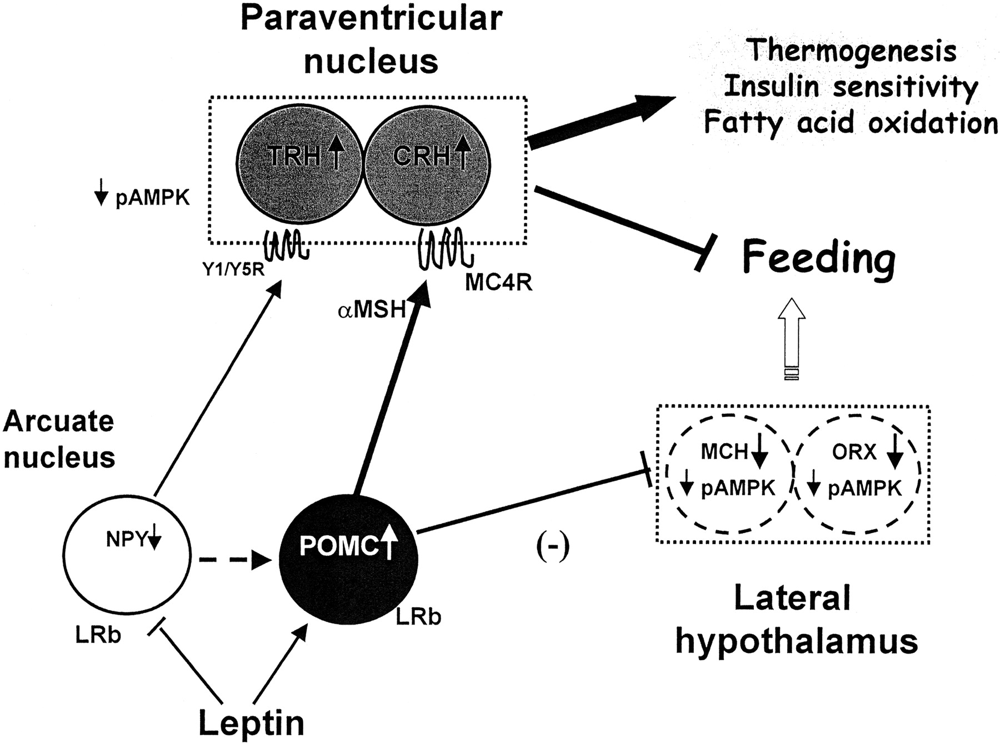 Paraventricular
nucleus
Thermogenesis
Insulin sensitivity
Fatty acid oxidation
TRH ↑
CRH ↑
↓ pAMPK
Y1/Y5R
MC4R
αMSH
Feeding
Arcuate
nucleus
MCH ↓
↓ pAMPK
ORX ↓
↓ pAMPK
NPY ↓
POMC ↑
(-)
LRb
LRb
Lateral
hypothalamus
Leptin